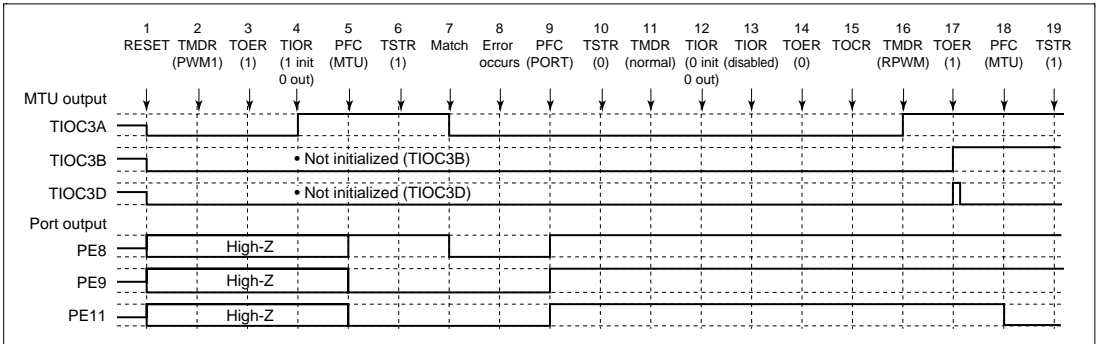 1 2 3 4 5 6 7 8 9 10 11 12 13 14 15 16 17 18 19
RESET TMDR TOER TIOR PFC TSTR Match Error PFC TSTR TMDR TIOR TIOR TOER TOCR TMDR TOER PFC TSTR
(PWM1) (1) (1 init (MTU) (1) occurs (PORT) (0) (normal) (0 init (disabled) (0) (RPWM) (1) (MTU) (1)
0 out) 0 out)
MTU output
TIOC3A
TIOC3B • Not initialized (TIOC3B)
TIOC3D • Not initialized (TIOC3D)
Port output
PE8 High-Z
PE9 High-Z
PE11 High-Z